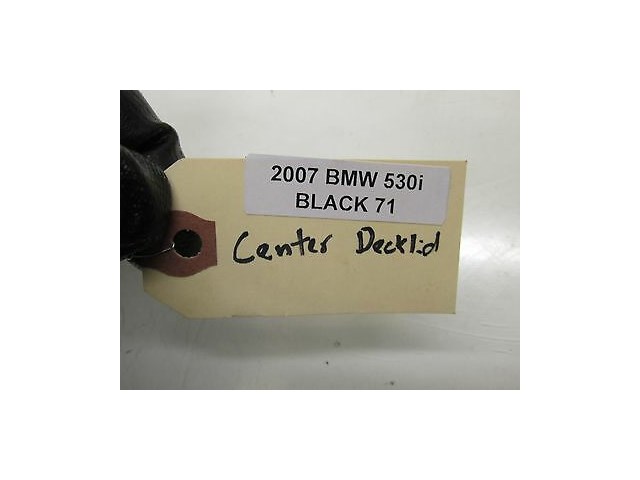 2007 BMW 530i
BLACK 71
Center Decklid